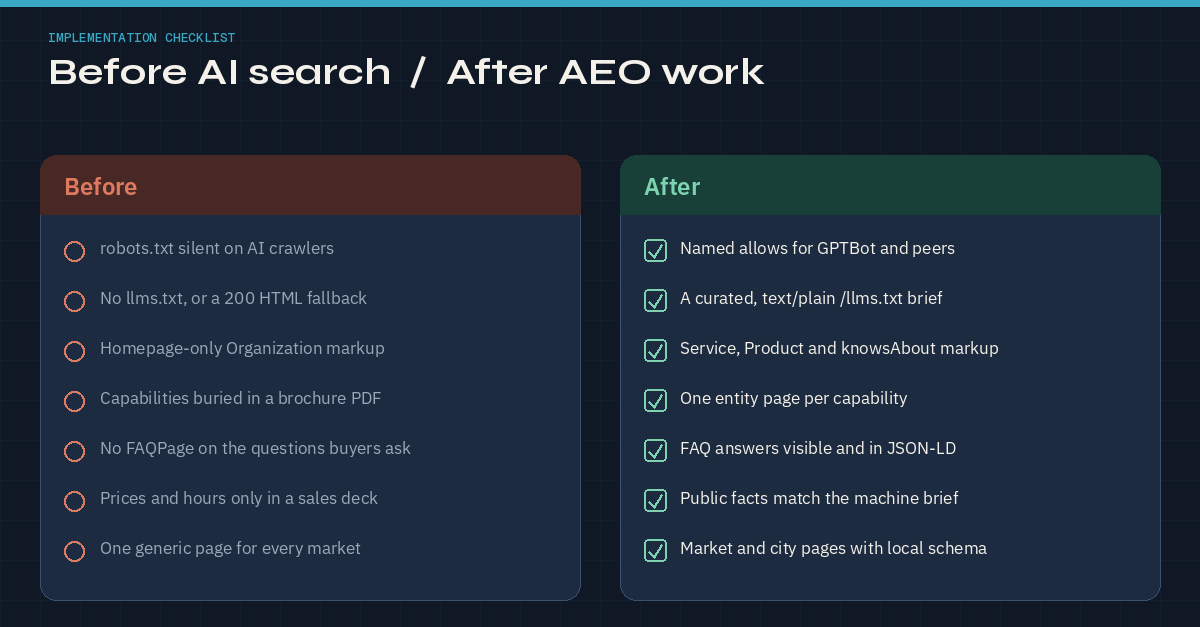 IMPLEMENTATION CHECKLIST
Before AI search / After AEO work
Before
robots.txt silent on AI crawlers
No llms.txt, or a 200 HTML fallback
Homepage-only Organization markup
Capabilities buried in a brochure PDF
No FAQPage on the questions buyers ask
Prices and hours only in a sales deck
One generic page for every market
After
Named allows for GPTBot and peers
A curated, text/plain /llms.txt brief
Service, Product and knowsAbout markup
One entity page per capability
FAQ answers visible and in JSON-LD
Public facts match the machine brief
Market and city pages with local schema